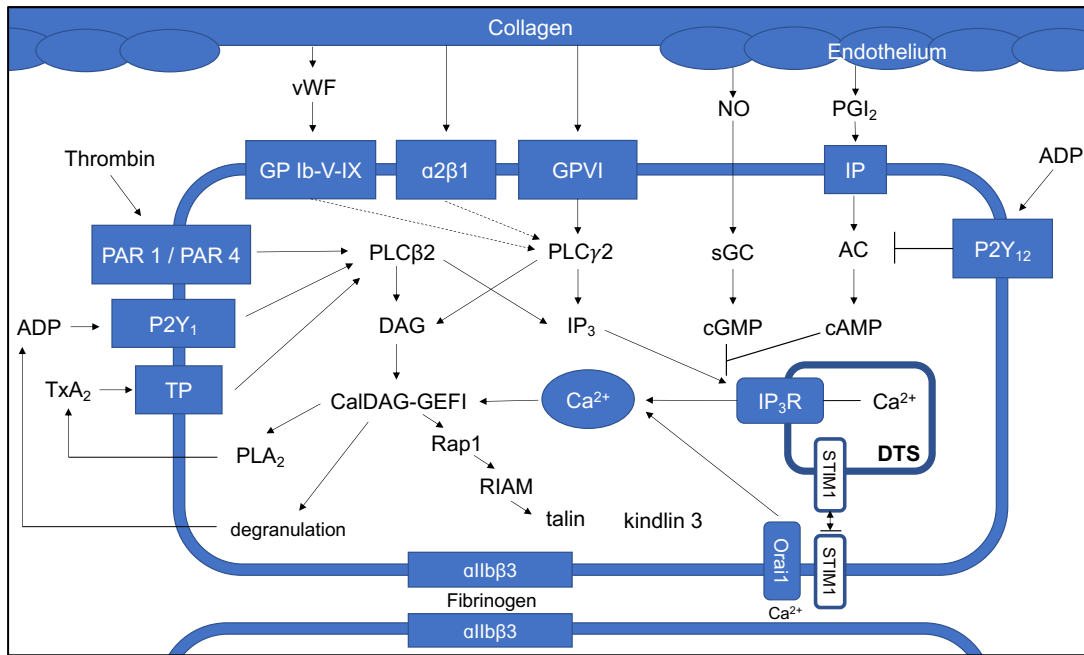 Collagen
Endothelium
vWF
NO
PGI₂
Thrombin
GP Ib-V-IX
α2β1
GPVI
IP
ADP
PAR 1 / PAR 4
PLCβ2
PLCγ2
sGC
AC
P2Y₁₂
ADP
P2Y₁
DAG
IP₃
cGMP
cAMP
TxA₂
TP
CalDAG-GEFI
Ca²⁺
IP₃R
Ca²⁺
Rap1
DTS
PLA₂
STIM1
RIAM
degranulation
talin
kindlin 3
Orai1
STIM1
αIIbβ3
Fibrinogen
Ca²⁺
αIIbβ3